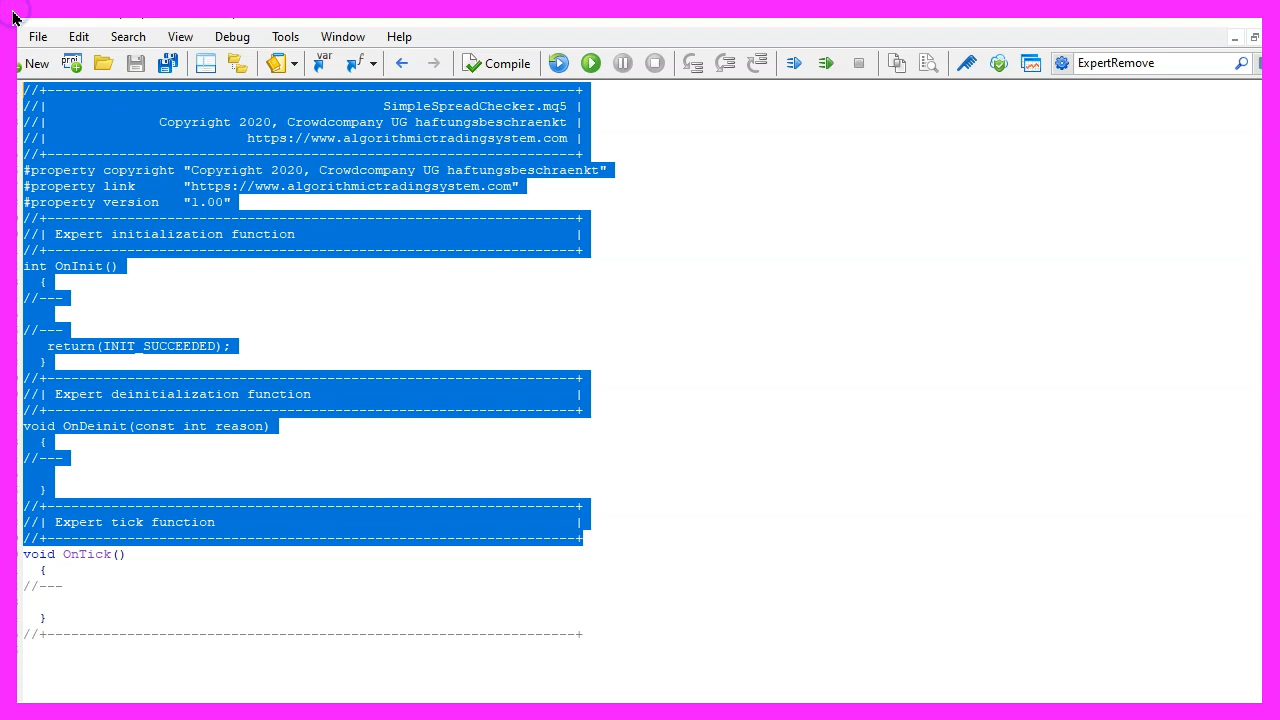 File Edit Search View Debug Tools Window Help
New Compile ExpertRemove
//+------------------------------------------------------------------+
//| SimpleSpreadChecker.mq5 |
//| Copyright 2020, Crowdcompany UG haftungsbeschraenkt |
//| https://www.algorithmictradingsystem.com |
//+------------------------------------------------------------------+
#property copyright "Copyright 2020, Crowdcompany UG haftungsbeschraenkt"
#property link "https://www.algorithmictradingsystem.com"
#property version "1.00"
//+------------------------------------------------------------------+
//| Expert initialization function |
//+------------------------------------------------------------------+
int OnInit()
{
//---
//---
return(INIT_SUCCEEDED);
}
//+------------------------------------------------------------------+
//| Expert deinitialization function |
//+------------------------------------------------------------------+
void OnDeinit(const int reason)
{
//---
}
//+------------------------------------------------------------------+
//| Expert tick function |
//+------------------------------------------------------------------+
void OnTick()
{
//---
}
//+------------------------------------------------------------------+